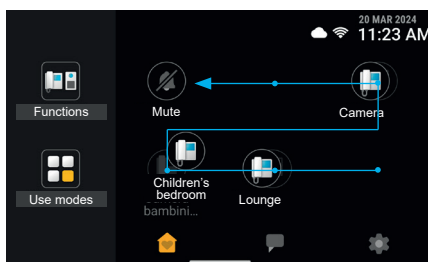 20 MAR 2024
11:23 AM
Functions
Mute
Camera
Use modes
Children's
bedroom
Lounge
bambini...